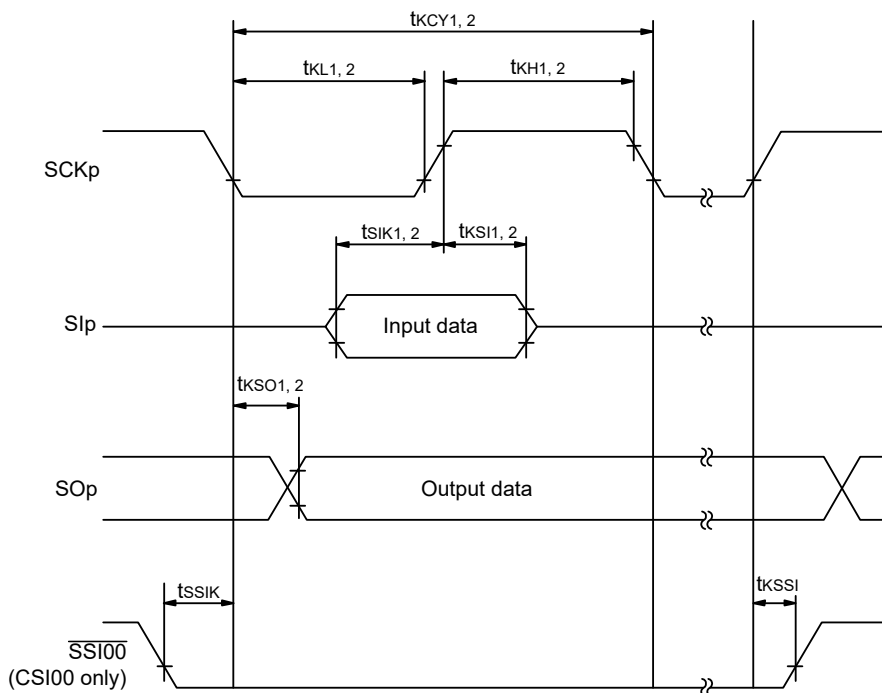 tKCY1, 2
tKL1, 2
tKH1, 2
SCKp
tSIK1, 2
tKSI1, 2
SIp
Input data
tKSO1, 2
SOp
Output data
tSSIK
tKSSI
SSI00
(CSI00 only)